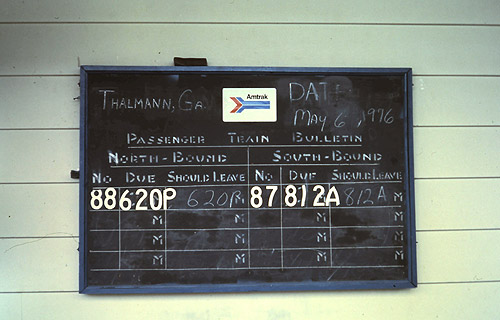 THALMANN, GA. Amtrak DATE
MAY 6, 1976
PASSENGER TRAIN BULLETIN
NORTH-BOUND SOUTH-BOUND
NO DUE SHOULD LEAVE NO DUE SHOULD LEAVE
88 620P 620P M 87 812A 812A M
M M M M
M M M M
M M M M